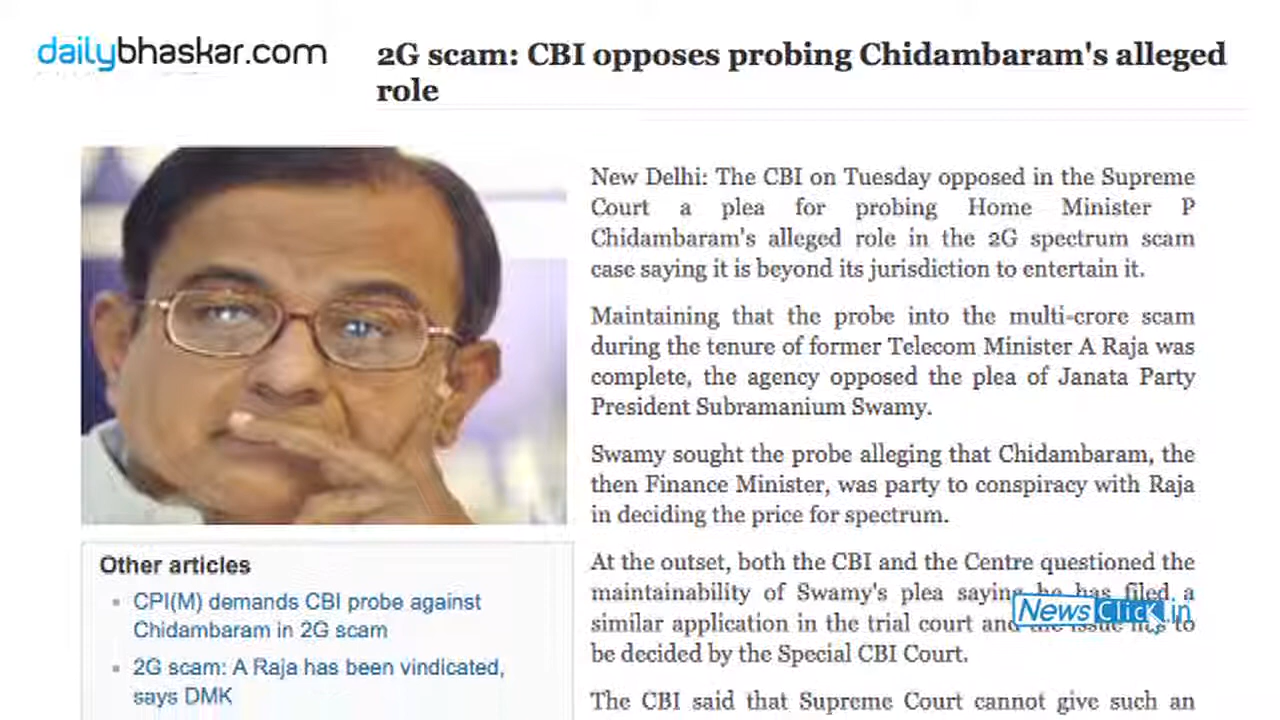 dailybhaskar.com
2G scam: CBI opposes probing Chidambaram's alleged
role
New Delhi: The CBI on Tuesday opposed in the Supreme
Court a plea for probing Home Minister P
Chidambaram's alleged role in the 2G spectrum scam
case saying it is beyond its jurisdiction to entertain it.
Maintaining that the probe into the multi-crore scam
during the tenure of former Telecom Minister A Raja was
complete, the agency opposed the plea of Janata Party
President Subramanium Swamy.
Swamy sought the probe alleging that Chidambaram, the
then Finance Minister, was party to conspiracy with Raja
in deciding the price for spectrum.
At the outset, both the CBI and the Centre questioned the
maintainability of Swamy's plea saying he has filed a
similar application in the trial court and the issue has to
be decided by the Special CBI Court.
The CBI said that Supreme Court cannot give such an
NewsClick.in
Other articles
CPI(M) demands CBI probe against
Chidambaram in 2G scam
2G scam: A Raja has been vindicated,
says DMK